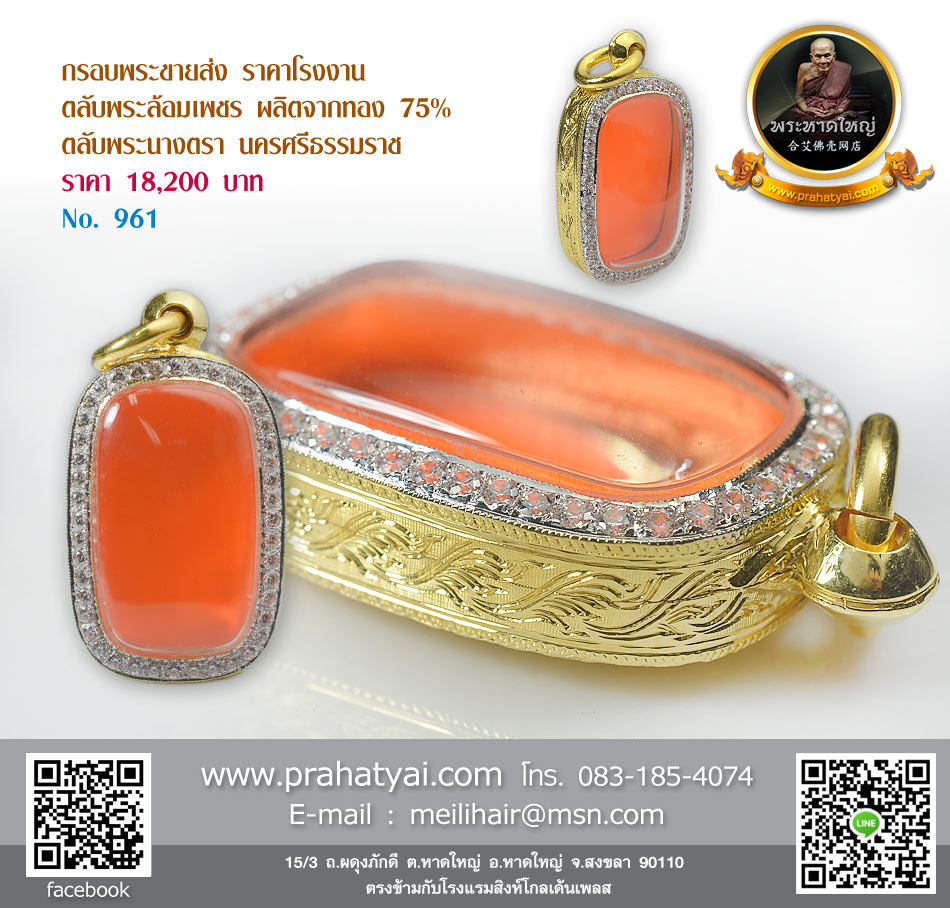 กรอบพระขายส่ง ราคาโรงงาน
ตลับพระล้อมเพชร ผลิตจากทอง 75%
ตลับพระนางตรา นครศรีธรรมราช
ราคา 18,200 บาท
No. 961
พระหาดใหญ่
合艾佛壳网店
www.prahatyai.com
www.prahatyai.com โทร. 083-185-4074
E-mail : meilihair@msn.com
15/3 ถ.ผดุงภักดี ต.หาดใหญ่ อ.หาดใหญ่ จ.สงขลา 90110
ตรงข้ามกับโรงแรมสิงห์โกลเด้นเพลส
facebook
LINE